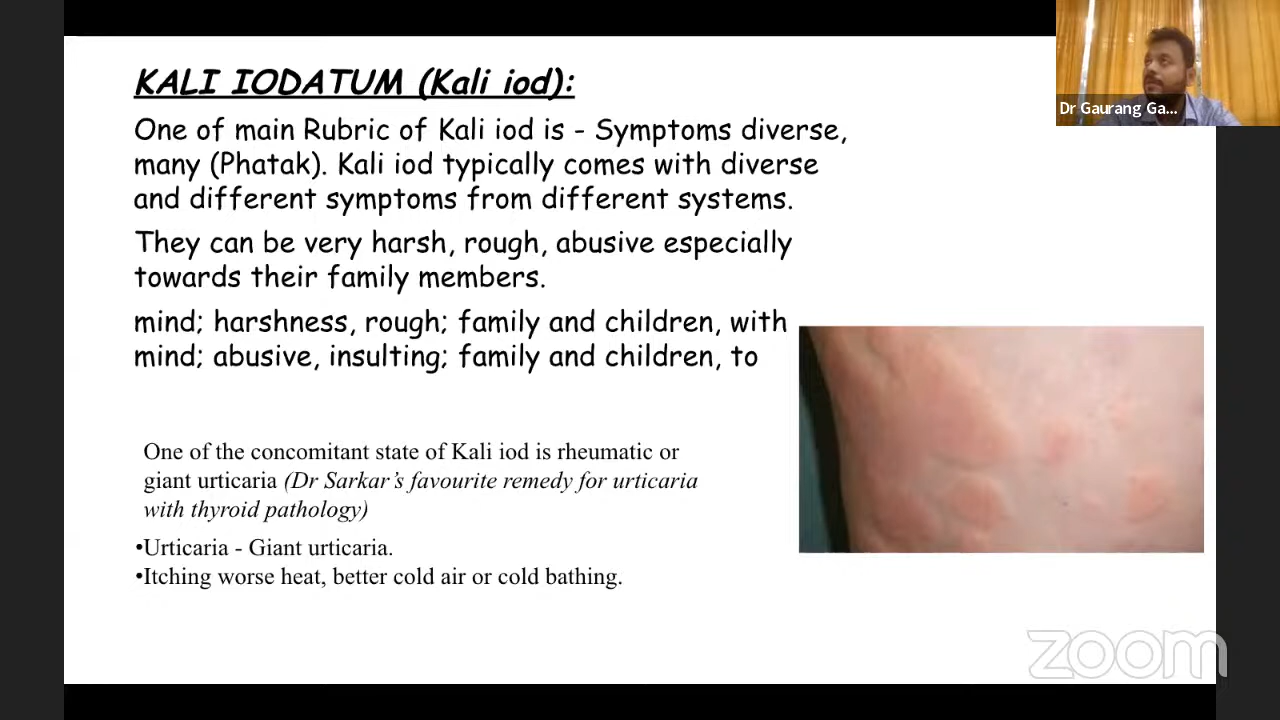 KALI IODATUM (Kali iod):
One of main Rubric of Kali iod is - Symptoms diverse,
many (Phatak). Kali iod typically comes with diverse
and different symptoms from different systems.
They can be very harsh, rough, abusive especially
towards their family members.
mind; harshness, rough; family and children, with
mind; abusive, insulting; family and children, to
One of the concomitant state of Kali iod is rheumatic or
giant urticaria (Dr Sarkar’s favourite remedy for urticaria
with thyroid pathology)
•Urticaria - Giant urticaria.
•Itching worse heat, better cold air or cold bathing.
Dr Gaurang Ga...
zoom